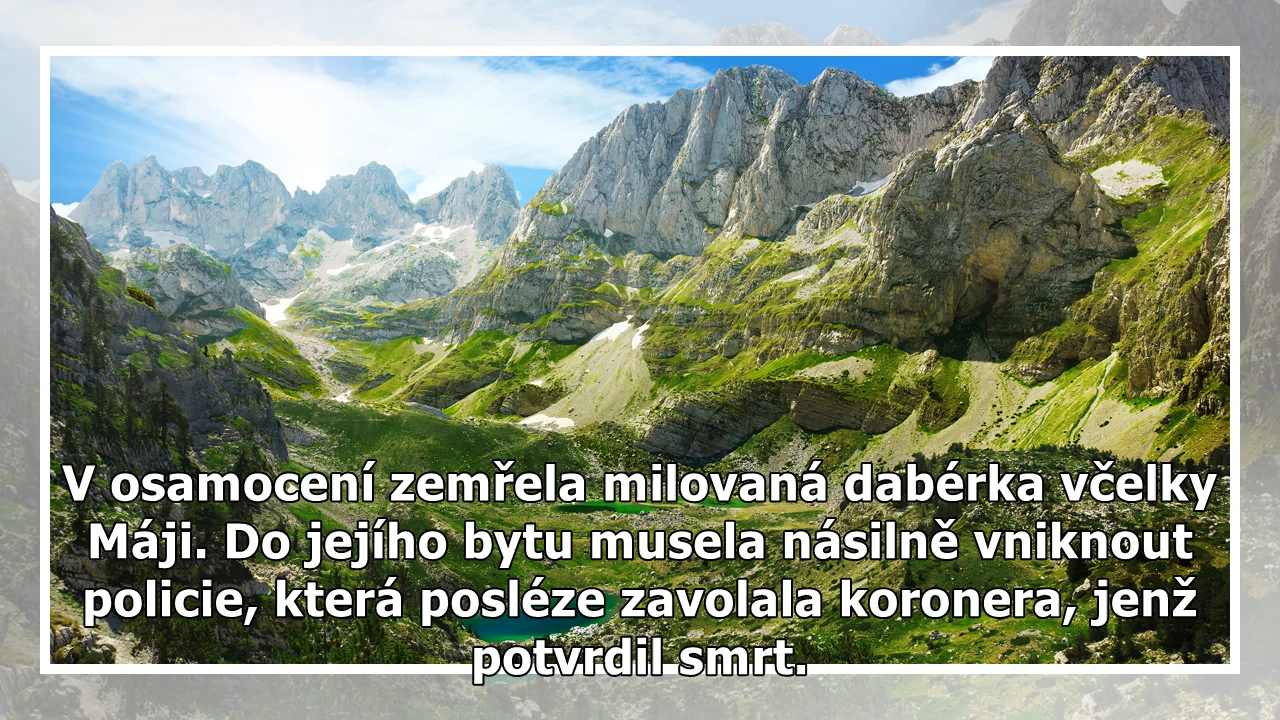 V osamocení zemřela milovaná dabérka včelky
Máji. Do jejího bytu musela násilně vniknout
policie, která posléze zavolala koronera, jenž
potvrdil smrt.